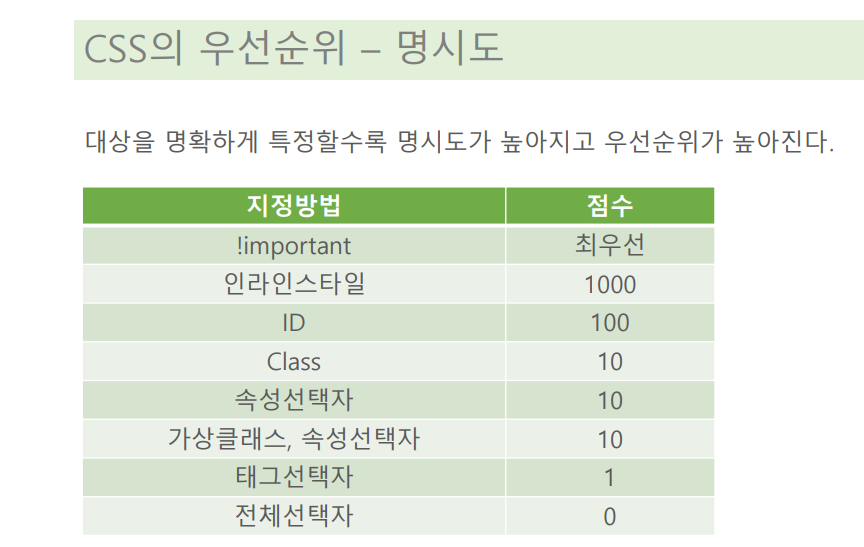 CSS의 우선순위 – 명시도
대상을 명확하게 특정할수록 명시도가 높아지고 우선순위가 높아진다.
지정방법 점수
!important 최우선
인라인스타일 1000
ID 100
Class 10
속성선택자 10
가상클래스, 속성선택자 10
태그선택자 1
전체선택자 0